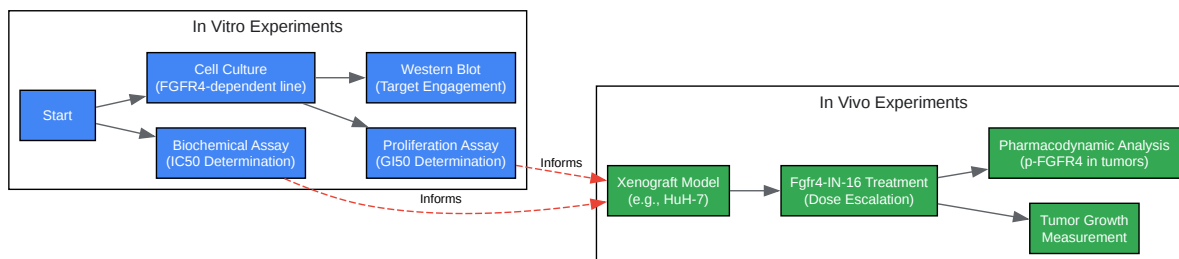 In Vitro Experiments
Start
Cell Culture
(FGFR4-dependent line)
Western Blot
(Target Engagement)
Biochemical Assay
(IC50 Determination)
Proliferation Assay
(GI50 Determination)
Informs
Informs
In Vivo Experiments
Xenograft Model
(e.g., HuH-7)
Fgfr4-IN-16 Treatment
(Dose Escalation)
Pharmacodynamic Analysis
(p-FGFR4 in tumors)
Tumor Growth
Measurement